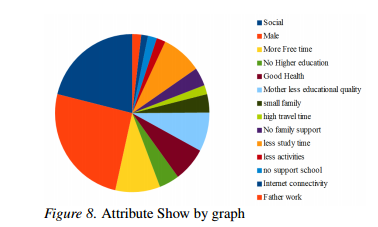 Social
Male
More Free time
No Higher education
Good Health
Mother less educational quality
small family
high travel time
No family support
less study time
less activities
no support school
Internet connectivity
Father work
Figure 8. Attribute Show by graph